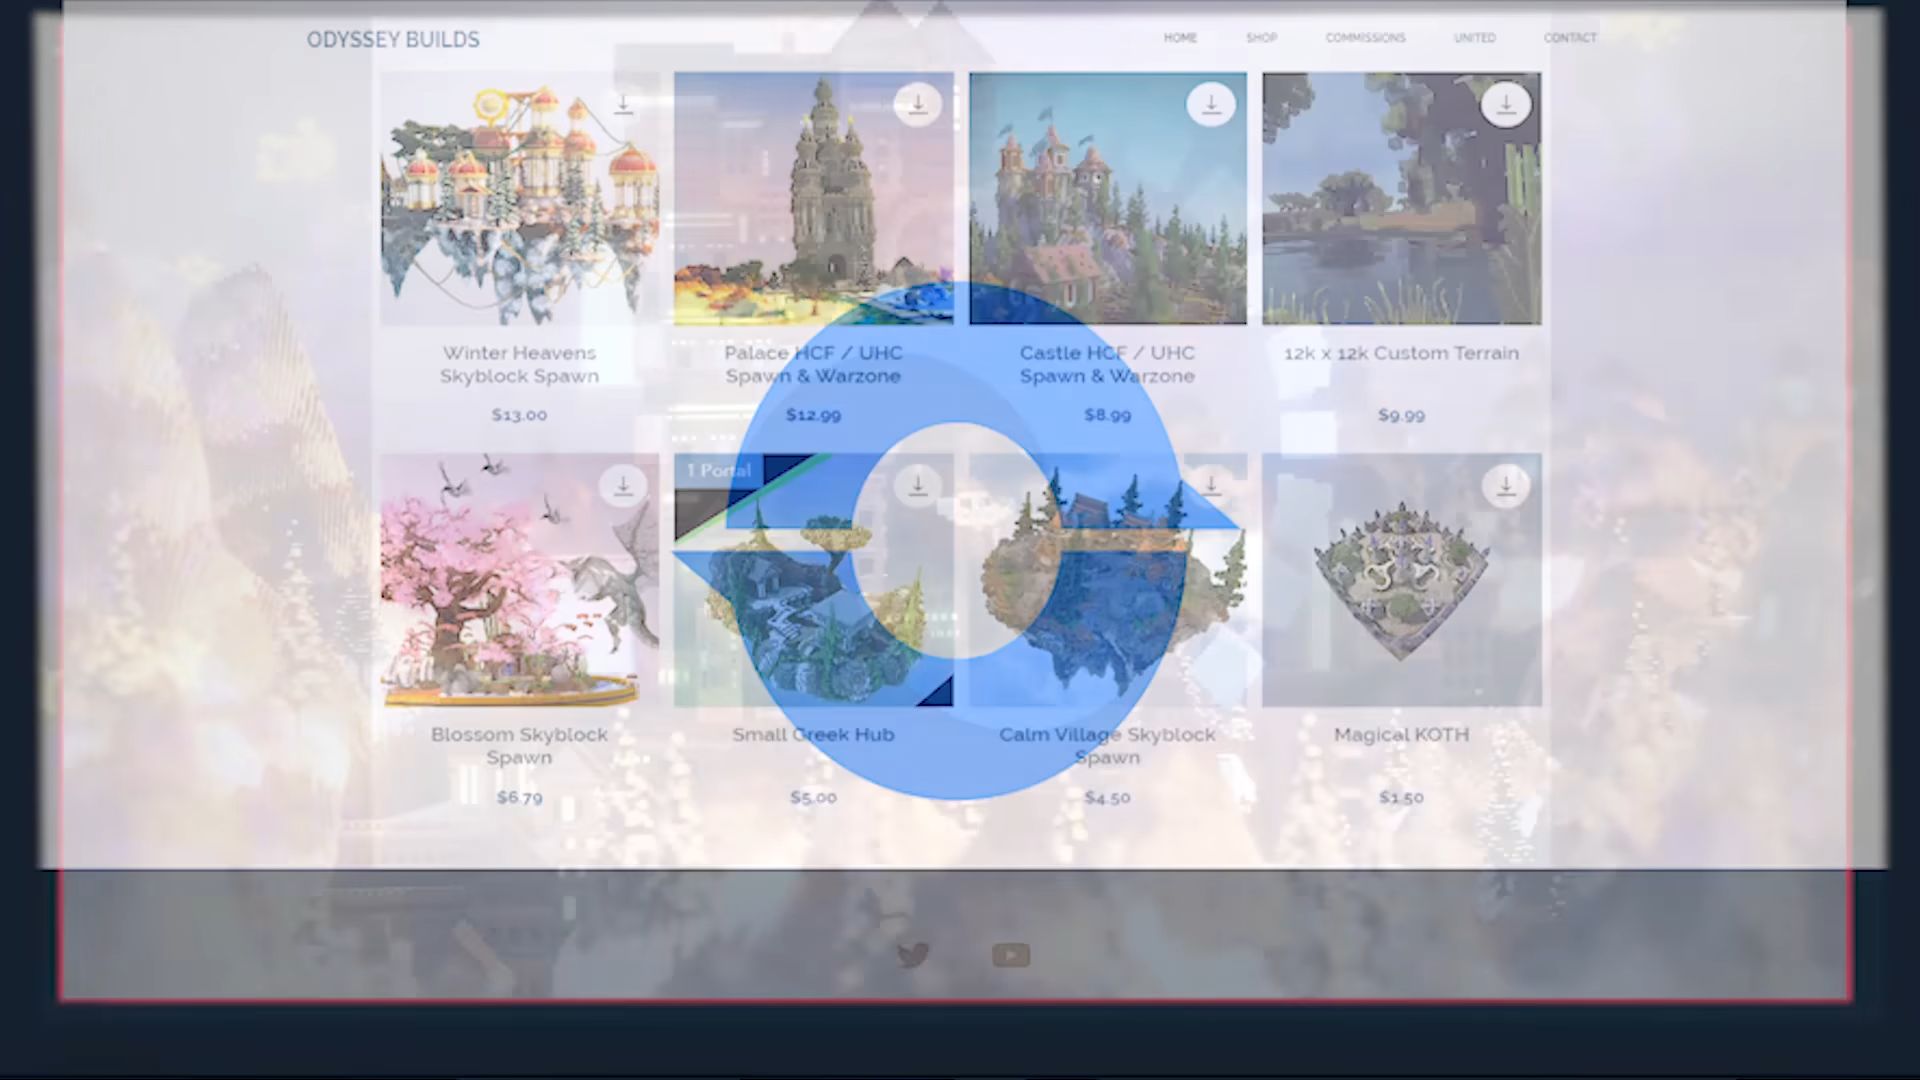 ODYSSEY BUILDS
HOME SHOP COMMISSIONS UNITED CONTACT
Winter Heavens
Skyblock Spawn
$13.00
Palace HCF / UHC
Spawn & Warzone
$12.99
Castle HCF / UHC
Spawn & Warzone
$8.99
12k x 12k Custom Terrain
$9.99
1 Portal
Blossom Skyblock
Spawn
$6.79
Small Greek Hub
$5.00
Calm Village Skyblock
Spawn
$4.50
Magical KOTH
$1.50